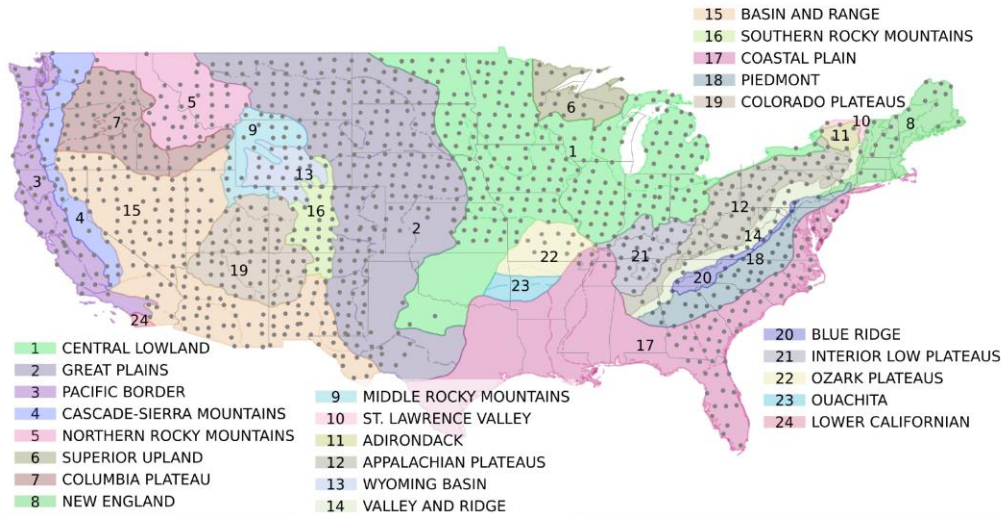 15 BASIN AND RANGE
16 SOUTHERN ROCKY MOUNTAINS
17 COASTAL PLAIN
18 PIEDMONT
19 COLORADO PLATEAUS
10
11
8
5
6
7
9
1
3
13
12
15
16
4
2
14
21
18
22
19
20
23
24
17
1 CENTRAL LOWLAND
2 GREAT PLAINS
3 PACIFIC BORDER
4 CASCADE-SIERRA MOUNTAINS
5 NORTHERN ROCKY MOUNTAINS
6 SUPERIOR UPLAND
7 COLUMBIA PLATEAU
8 NEW ENGLAND
9 MIDDLE ROCKY MOUNTAINS
10 ST. LAWRENCE VALLEY
11 ADIRONDACK
12 APPALACHIAN PLATEAUS
13 WYOMING BASIN
14 VALLEY AND RIDGE
20 BLUE RIDGE
21 INTERIOR LOW PLATEAUS
22 OZARK PLATEAUS
23 OUACHITA
24 LOWER CALIFORNIAN